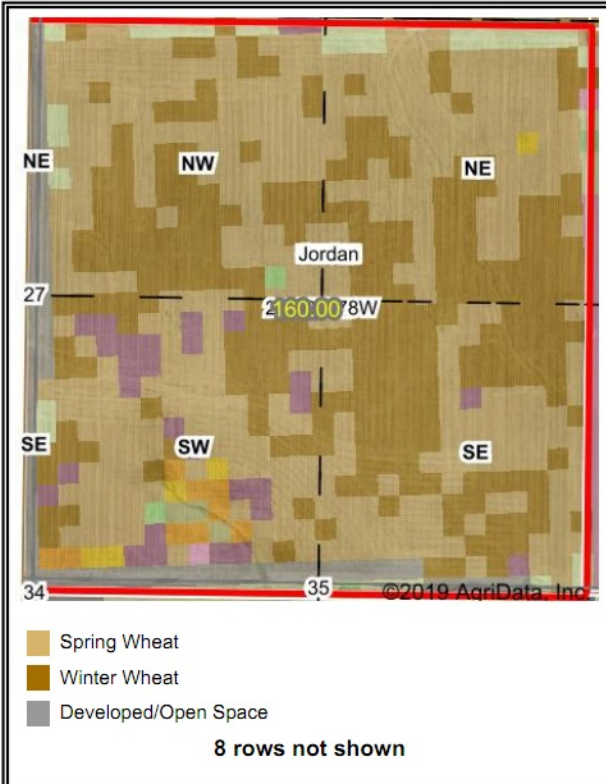 NE
NW
NE
Jordan
27
160.00
78W
SE
SW
SE
34
35
©2019 AgriData, Inc.
Spring Wheat
Winter Wheat
Developed/Open Space
8 rows not shown